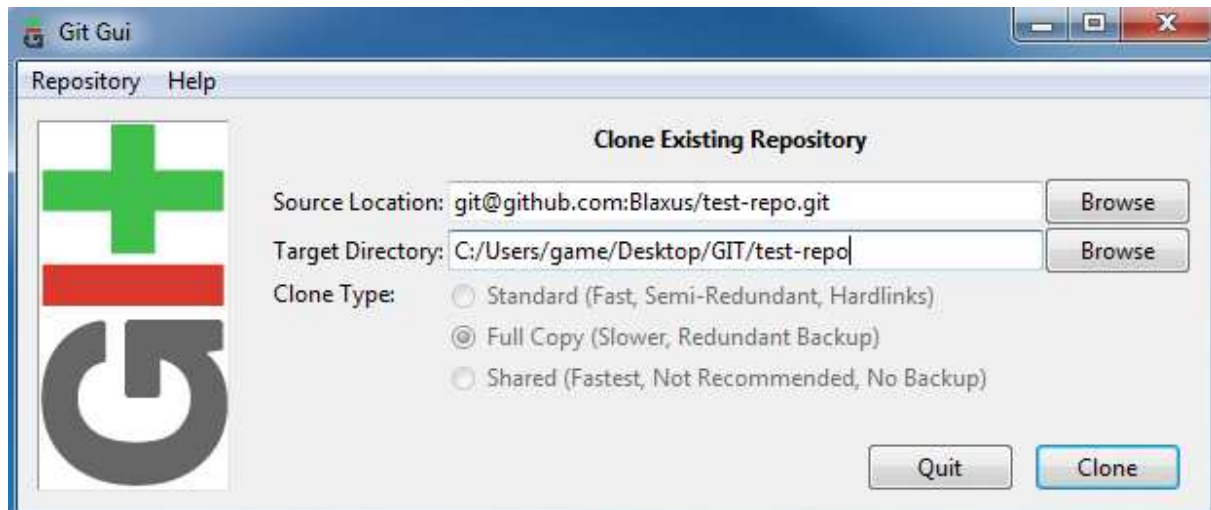 Git Gui
Repository Help
Clone Existing Repository
Source Location: git@github.com:Blaxus/test-repo.git Browse
Target Directory: C:/Users/game/Desktop/GIT/test-repo Browse
Clone Type: Standard (Fast, Semi-Redundant, Hardlinks)
Full Copy (Slower, Redundant Backup)
Shared (Fastest, Not Recommended, No Backup)
Quit Clone